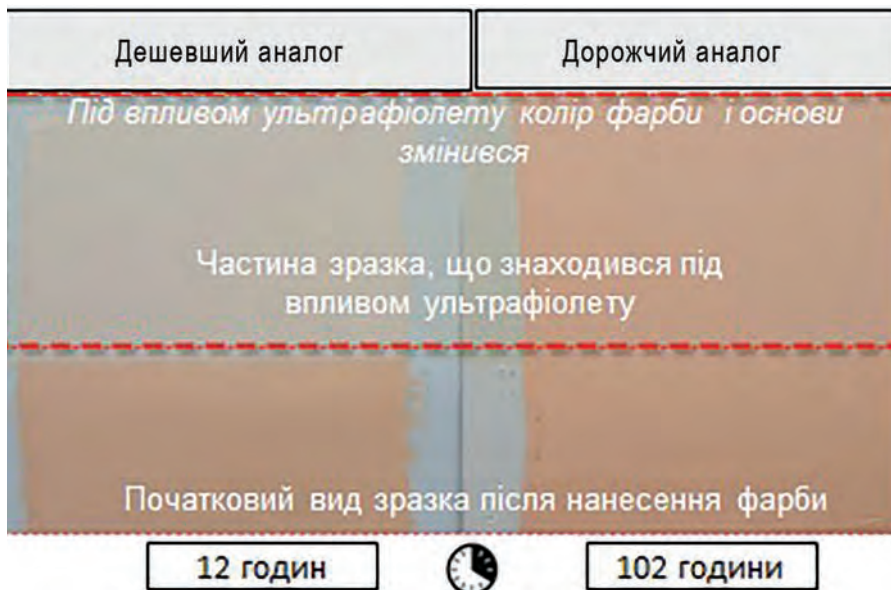 Дешевший аналог
Дорожчий аналог
Під впливом ультрафіолету колір фарби і основи
змінився
Частина зразка, що знаходився під
впливом ультрафіолету
Початковий вид зразка після нанесення фарби
12 годин
102 години